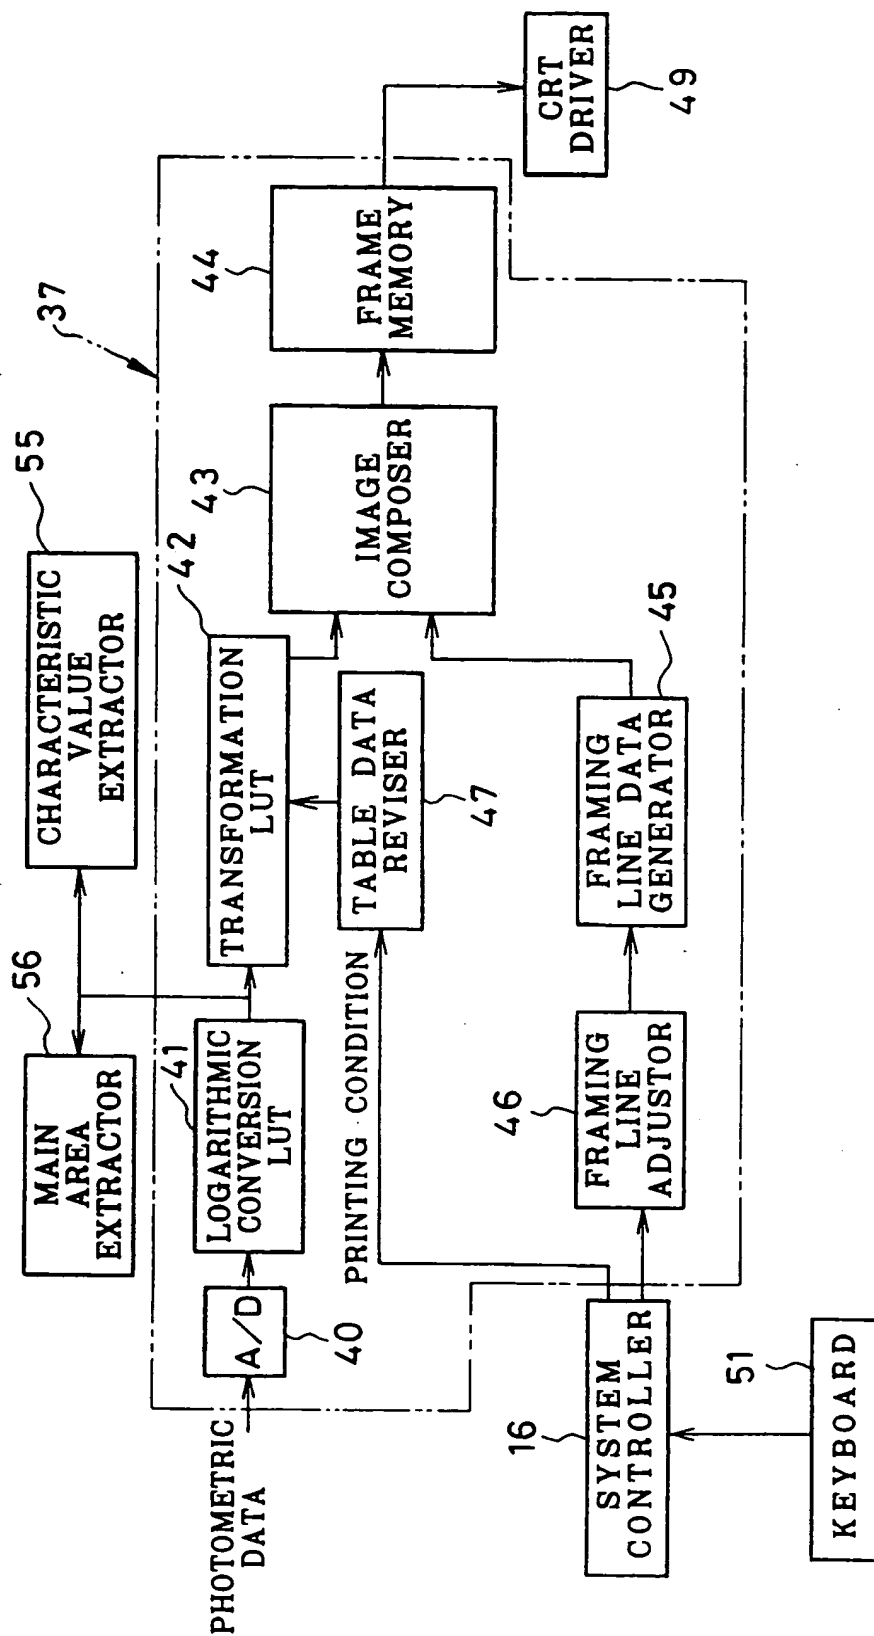 37
MAIN
AREA
EXTRACTOR
56
CHARACTERISTIC
VALUE
EXTRACTOR
55
PHOTOMETRIC
DATA
A/D
40
LOGARITHMIC
CONVERSION
LUT
41
TRANSFORMATION
LUT
42
IMAGE
COMPOSER
43
FRAME
MEMORY
44
CRT
DRIVER
49
PRINTING CONDITION
TABLE DATA
REVISER
47
SYSTEM
CONTROLLER
16
FRAMING
LINE
ADJUSTOR
46
FRAMING
LINE DATA
GENERATOR
45
KEYBOARD
51